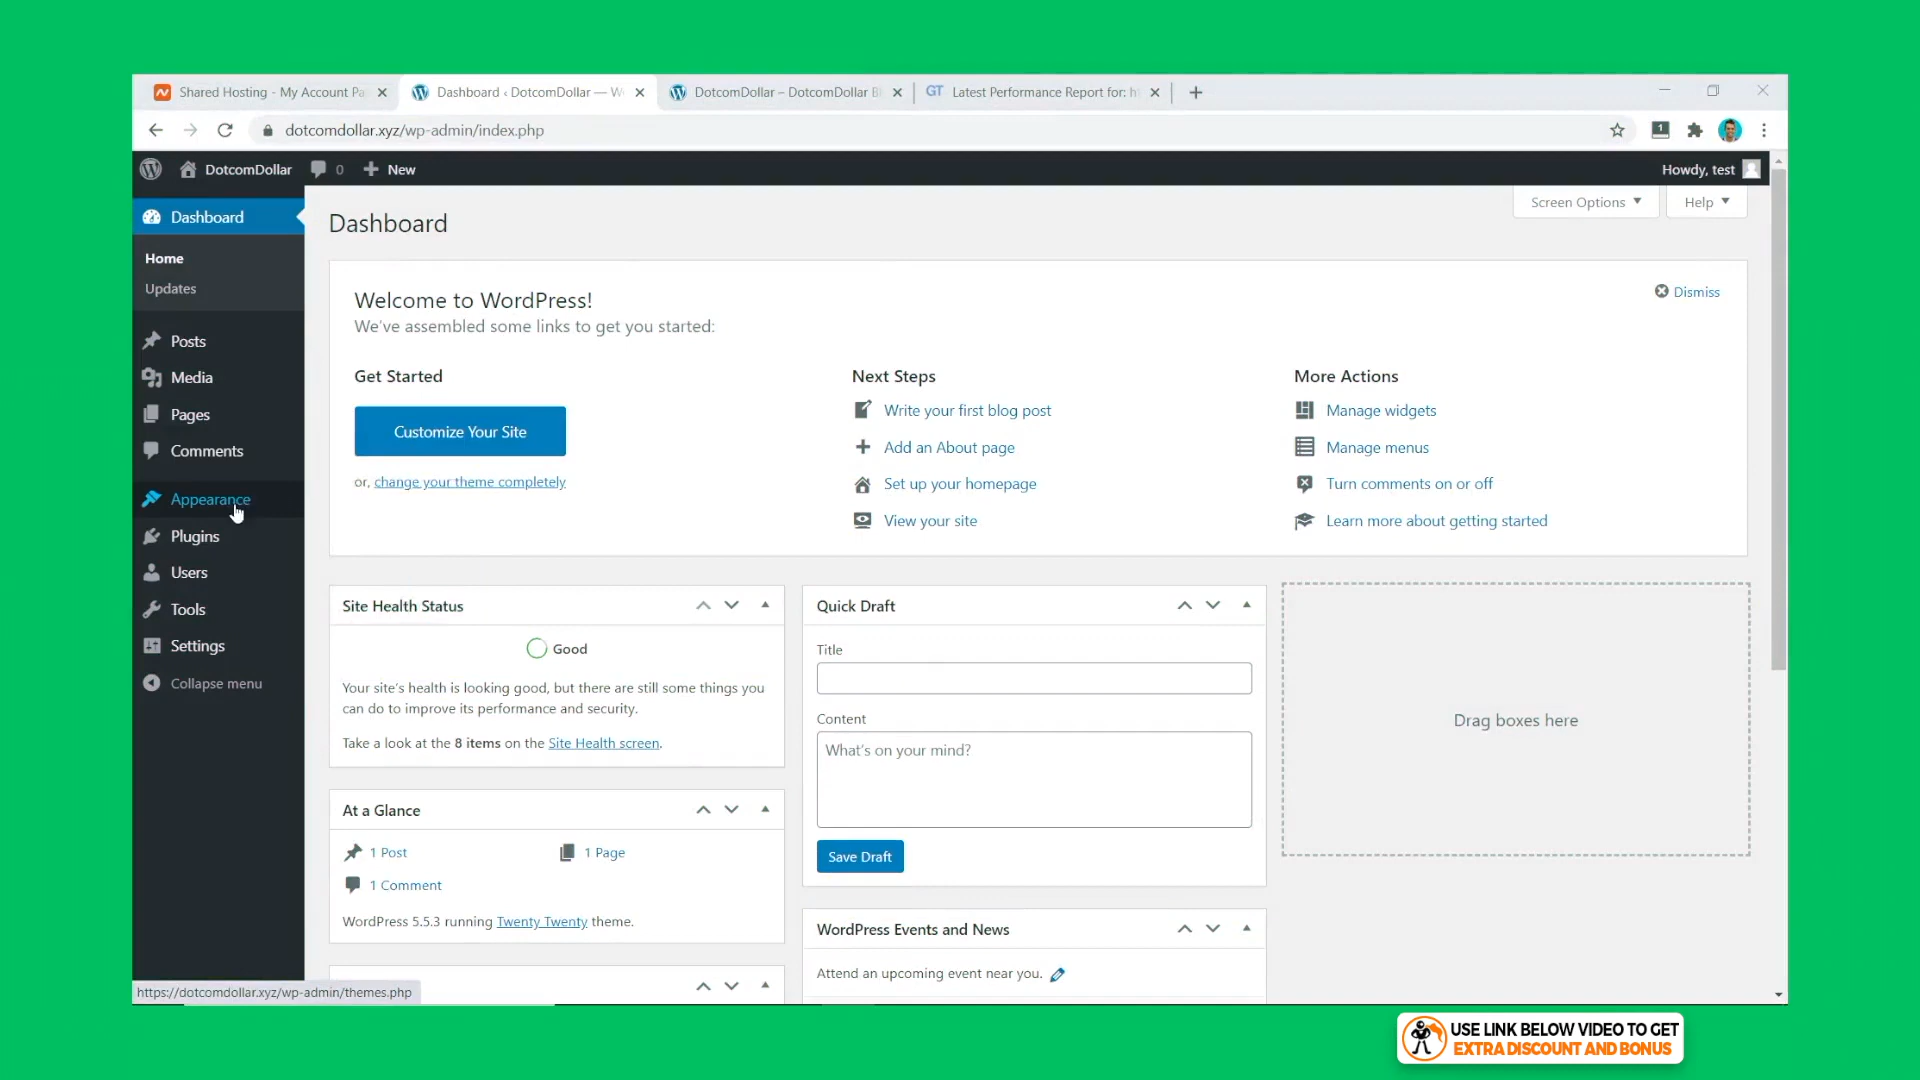 Shared Hosting - My Account Pa
Dashboard ‹ DotcomDollar — W
DotcomDollar – DotcomDollar B
GT Latest Performance Report for: h
dotcomdollar.xyz/wp-admin/index.php
1
DotcomDollar
0
New
Howdy, test
Screen Options
Help
Dashboard
Home
Updates
Posts
Media
Pages
Comments
Appearance
Plugins
Users
Tools
Settings
Collapse menu
Dashboard
Welcome to WordPress!
Dismiss
We've assembled some links to get you started:
Get Started
Customize Your Site
or, change your theme completely
Next Steps
Write your first blog post
Add an About page
Set up your homepage
View your site
More Actions
Manage widgets
Manage menus
Turn comments on or off
Learn more about getting started
Site Health Status
Good
Your site's health is looking good, but there are still some things you
can do to improve its performance and security.
Take a look at the 8 items on the Site Health screen.
At a Glance
1 Post
1 Page
1 Comment
WordPress 5.5.3 running Twenty Twenty theme.
Quick Draft
Title
Content
What's on your mind?
Save Draft
WordPress Events and News
Attend an upcoming event near you.
Drag boxes here
https://dotcomdollar.xyz/wp-admin/themes.php
USE LINK BELOW VIDEO TO GET
EXTRA DISCOUNT AND BONUS